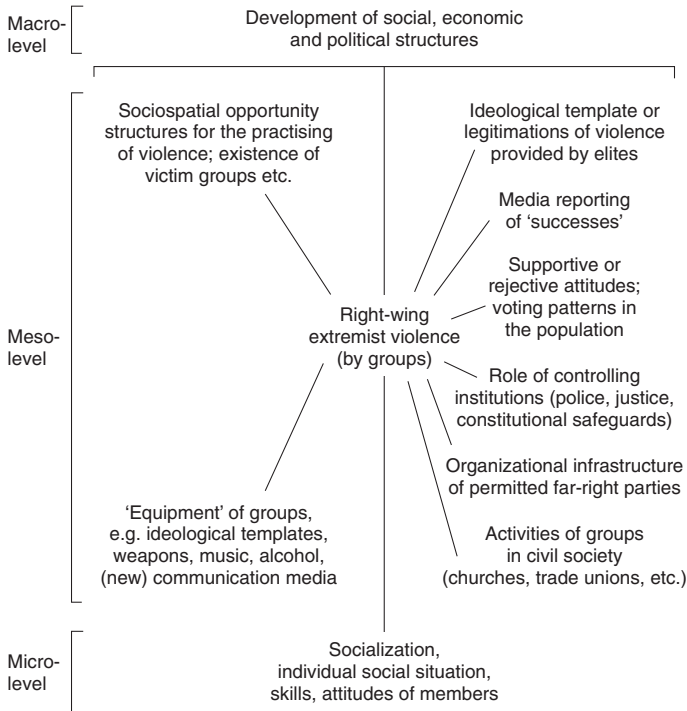 Macro-
level
Development of social, economic
and political structures
Meso-
level
Sociospatial opportunity
structures for the practising
of violence; existence of
victim groups etc.
Ideological template or
legitimations of violence
provided by elites
Media reporting
of ‘successes’
Supportive or
rejective attitudes;
voting patterns in
the population
Right-wing
extremist violence
(by groups)
Role of controlling
institutions (police, justice,
constitutional safeguards)
Organizational infrastructure
of permitted far-right parties
‘Equipment’ of groups,
e.g. ideological templates,
weapons, music, alcohol,
(new) communication media
Activities of groups
in civil society
(churches, trade unions, etc.)
Micro-
level
Socialization,
individual social situation,
skills, attitudes of members